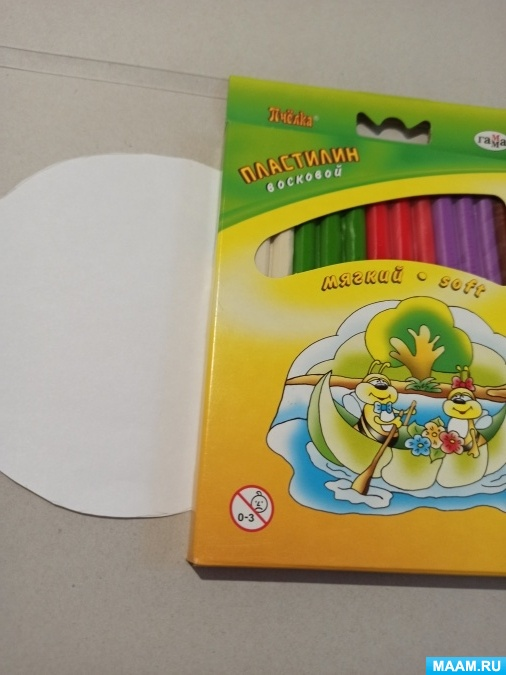 Пчёлка®
гамма
ПЛАСТИЛИН
восковой
мягкий • soft
0-3
MAAM.RU